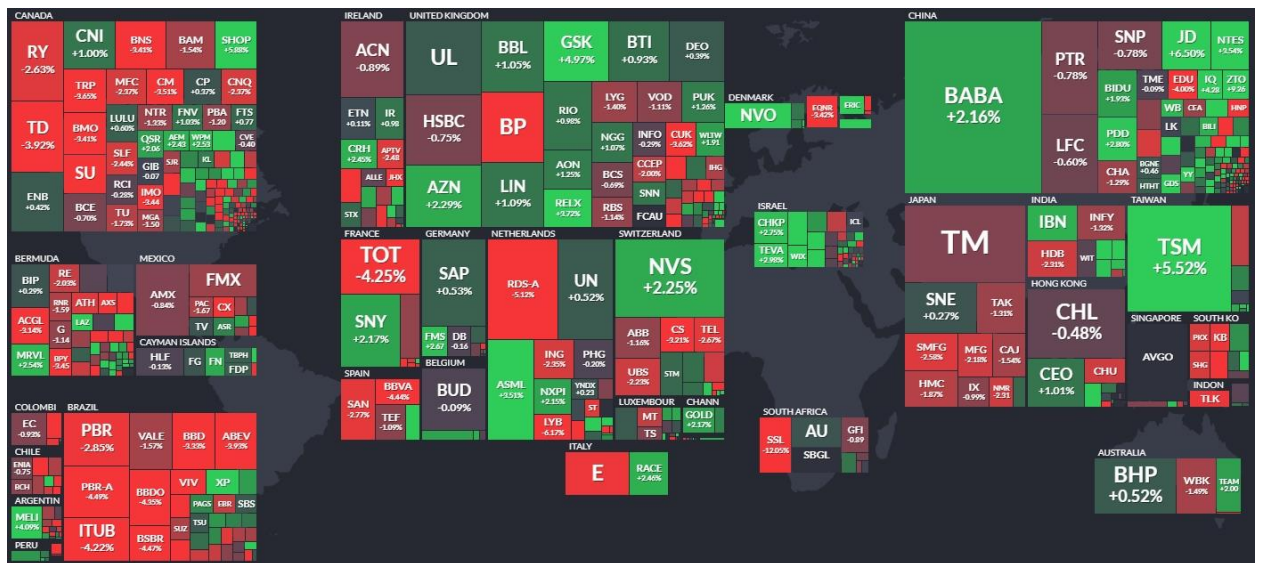 CANADA
RY
-2.63%
CNI
+1.00%
BNS
-3.41%
BAM
-1.54%
SHOP
+5.88%
TD
-3.92%
TRP
-3.65%
MFC
-2.37%
CM
-3.51%
CP
+0.37%
CNQ
-2.37%
BMO
-3.41%
LULU
+0.60%
NTR
-1.33%
FNV
+1.03%
PBA
-1.20
FTS
+0.77
SU
SLF
-2.44%
QSR
+2.06
AEM
+2.42
WPM
+2.53
CVE
-0.40
GIB
-0.07
SJR
KL
ENB
+0.42%
BCE
-0.70%
RCI
-0.28%
IMO
-3.44
TU
-1.73%
MGA
-1.50
IRELAND
ACN
-0.89%
ETN
+0.11%
IR
+0.98
CRH
+2.45%
APTV
-2.48
ALLE
JHX
STX
UNITED KINGDOM
UL
BBL
+1.05%
GSK
+4.97%
BTI
+0.93%
DEO
+0.39%
HSBC
-0.75%
BP
RIO
+0.98%
LYG
-1.40%
VOD
-1.11%
PUK
+1.26%
NGG
+1.07%
INFO
-0.29%
CUK
-3.62%
WLTW
+1.91
AZN
+2.29%
LIN
+1.09%
AON
+1.25%
BCS
-0.69%
CCEP
-2.00%
IHG
SNN
RELX
+3.72%
RBS
-1.14%
FCAU
DENMARK
NVO
EQNR
-3.42%
ERIC
CHINA
BABA
+2.16%
PTR
-0.78%
SNP
-0.78%
JD
+6.50%
NTES
+3.54%
LFC
-0.60%
BIDU
+1.93%
TME
-0.09%
EDU
-4.00%
IQ
+4.28
ZTO
+9.26
WB
CEA
HNP
PDD
+2.80%
LK
BILI
CHA
-1.29%
BGNE
+0.46
HTHT
GDS
YY
FRANCE
TOT
-4.25%
SNY
+2.17%
GERMANY
SAP
+0.53%
FMS
+2.67
DB
-0.16
NETHERLANDS
RDS-A
-5.12%
UN
+0.52%
ASML
+3.51%
ING
-2.35%
PHG
-0.20%
NXPI
+2.15%
YNDX
+0.23
ST
LYB
-6.17%
SWITZERLAND
NVS
+2.25%
ABB
-1.16%
CS
-3.21%
TEL
-2.67%
UBS
-2.23%
STM
BELGIUM
BUD
-0.09%
SPAIN
SAN
-2.77%
BBVA
-4.44%
TEF
-1.09%
LUXEMBOUR
MT
TS
CHANN
GOLD
+2.17%
ITALY
E
RACE
+2.46%
ISRAEL
CHKP
+2.75%
TEVA
+2.98%
WIX
ICL
SOUTH AFRICA
SSL
-12.05%
AU
GFI
-0.89
SBGL
JAPAN
TM
SNE
+0.27%
TAK
-1.31%
SMFG
-2.58%
MFG
-2.13%
CAJ
-1.54%
HMC
-1.87%
IX
-0.99%
NMR
-2.31
INDIA
IBN
INFY
-1.32%
HDB
-2.31%
WIT
TAIWAN
TSM
+5.52%
HONG KONG
CHL
-0.48%
CEO
+1.01%
CHU
SINGAPORE
AVGO
SOUTH KO
PKX
KB
SHG
INDON
TLK
AUSTRALIA
BHP
+0.52%
WBK
-1.49%
TEAM
+2.00
BERMUDA
BIP
+0.29%
RE
-2.03%
ACGL
-3.14%
RNR
-1.59
ATH
AXS
G
-1.14
EAZ
MRVL
+2.54%
BPY
-3.45
MEXICO
AMX
-0.84%
FMX
PAC
-1.67
CX
TV
ASR
CAYMAN ISLANDS
HLF
-0.13%
FG
FN
TBPH
FDP
COLOMBI
EC
-0.93%
CHILE
ENIA
-0.75
BCH
ARGENTIN
MELI
+4.09%
PERU
BRAZIL
PBR
-2.85%
VALE
-1.57%
BBD
-3.33%
ABEV
-3.93%
PBR-A
-4.49%
BBDO
-4.35%
VIV
XP
PAGS
ERR
SBS
ITUB
-4.22%
BSBR
-4.47%
SUZ
TSU